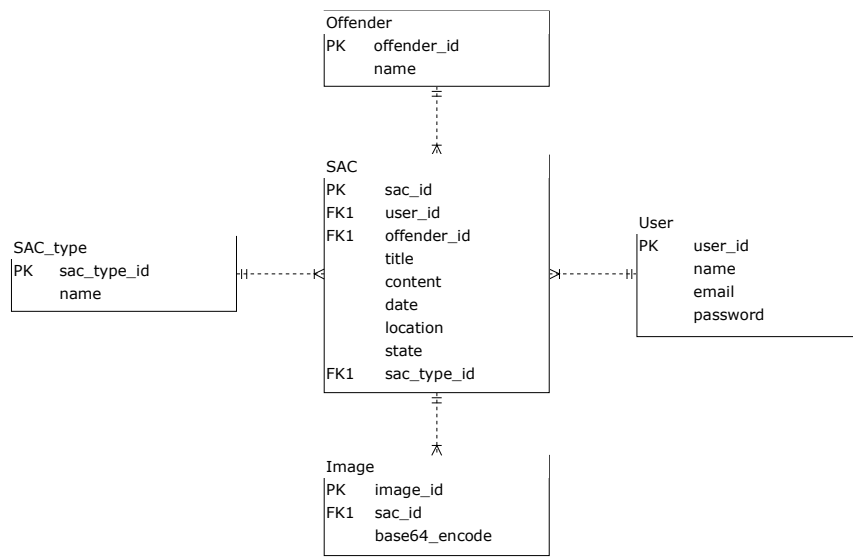 Offender
PK offender_id
name
SAC
PK sac_id
FK1 user_id
FK1 offender_id
title
content
date
location
state
FK1 sac_type_id
SAC_type
PK sac_type_id
name
User
PK user_id
name
email
password
Image
PK image_id
FK1 sac_id
base64_encode